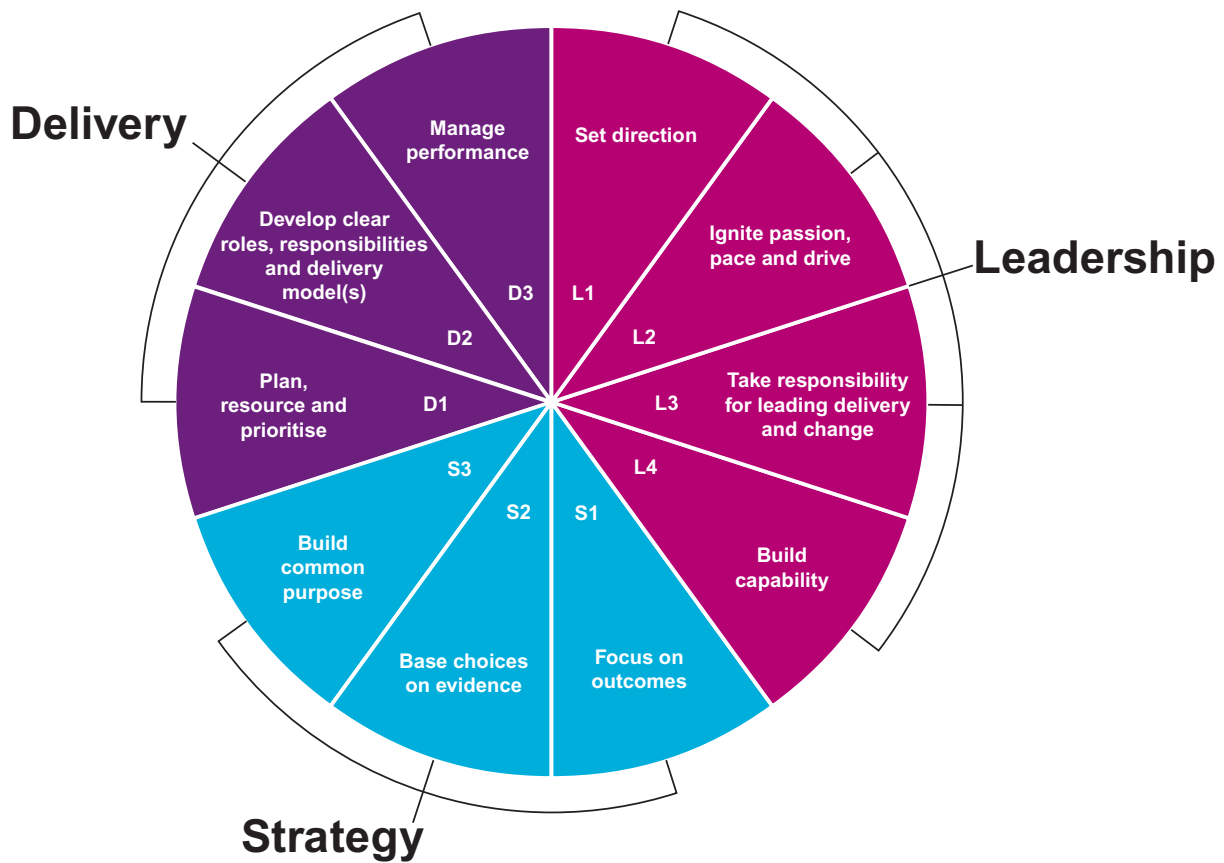 Delivery
Manage
performance
D3
Develop clear
roles, responsibilities
and delivery
model(s)
D2
Plan,
resource and
prioritise
D1
Set direction
L1
Ignite passion,
pace and drive
L2
Leadership
Take responsibility
for leading delivery
and change
L3
Build
capability
L4
Focus on
outcomes
S1
Base choices
on evidence
S2
Build
common
purpose
S3
Strategy